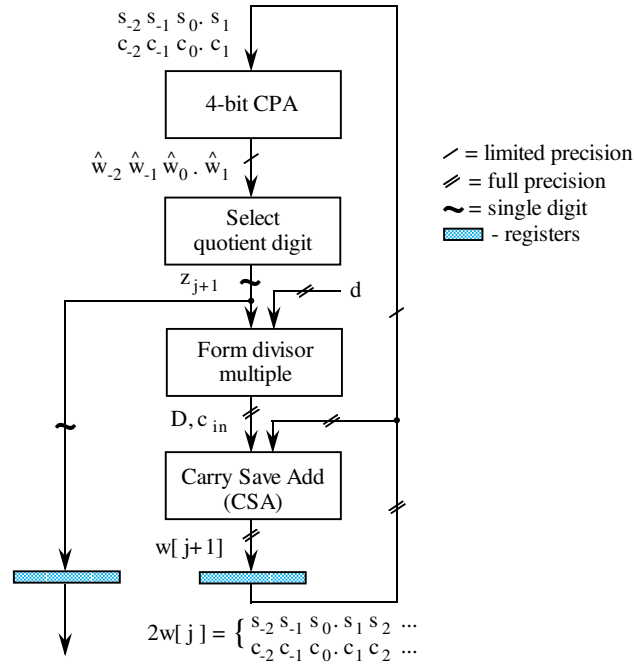 s-2 s-1 s0. s1
c-2 c-1 c0. c1
4-bit CPA
ŵ-2 ŵ-1 ŵ0 . ŵ1
Select
quotient digit
zj+1
d
Form divisor
multiple
D, cin
Carry Save Add
(CSA)
w[ j+1]
2w[ j ] = { s-2 s-1 s0. s1 s2 ...
c-2 c-1 c0. c1 c2 ...
= limited precision
= full precision
= single digit
- registers